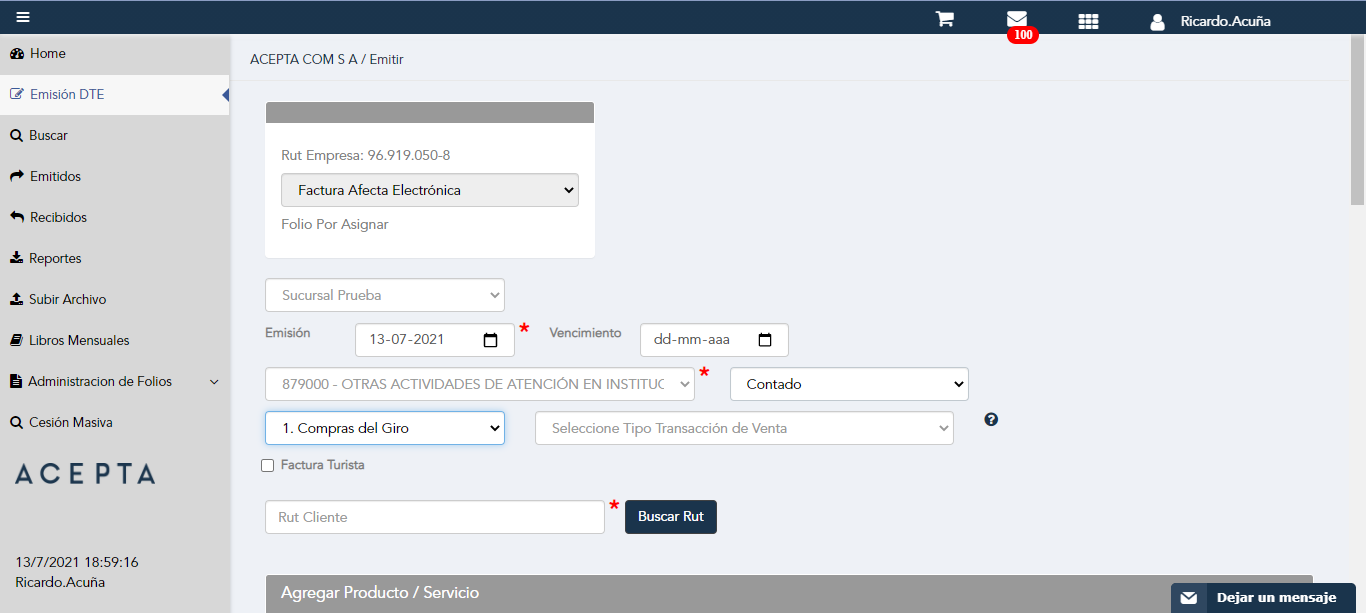 100
Ricardo.Acuña
Home
Emisión DTE
Buscar
Emitidos
Recibidos
Reportes
Subir Archivo
Libros Mensuales
Administracion de Folios
Cesión Masiva
ACEPTA
13/7/2021 18:59:16
Ricardo.Acuña
ACEPTA COM S A / Emitir
Rut Empresa: 96.919.050-8
Factura Afecta Electrónica
Folio Por Asignar
Sucursal Prueba
Emisión 13-07-2021 * Vencimiento dd-mm-aaa
879000 - OTRAS ACTIVIDADES DE ATENCIÓN EN INSTITUC * Contado
1. Compras del Giro Seleccione Tipo Transacción de Venta ?
Factura Turista
Rut Cliente * Buscar Rut
Agregar Producto / Servicio
Dejar un mensaje